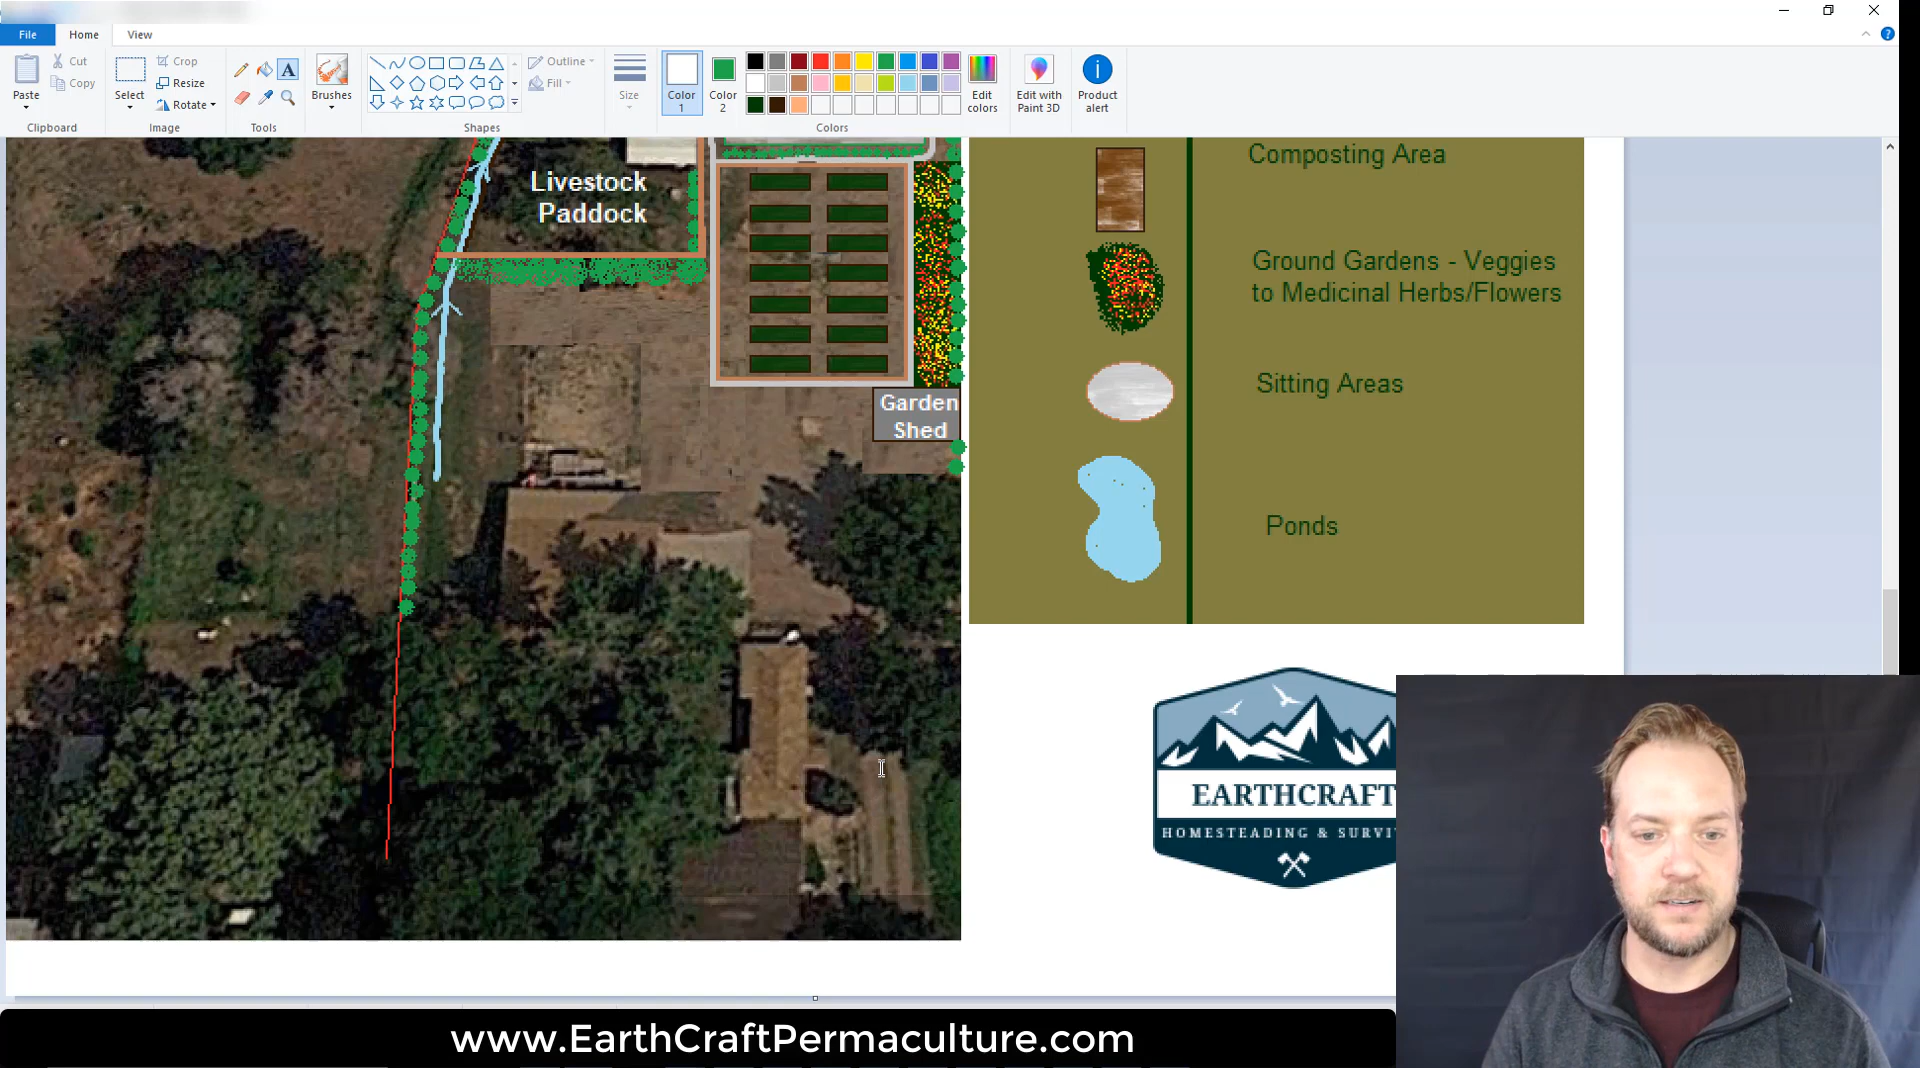 File Home View
Paste
Cut
Copy
Clipboard
Select
Crop
Resize
Rotate
Image
A
Tools
Brushes
Shapes
Outline
Fill
Size
Color
1
Color
2
Colors
Edit
colors
Edit with
Paint 3D
Product
alert
Livestock
Paddock
Garden
Shed
Composting Area
Ground Gardens - Veggies
to Medicinal Herbs/Flowers
Sitting Areas
Ponds
EARTHCRAFT
HOMESTEADING & SURVI
www.EarthCraftPermaculture.com